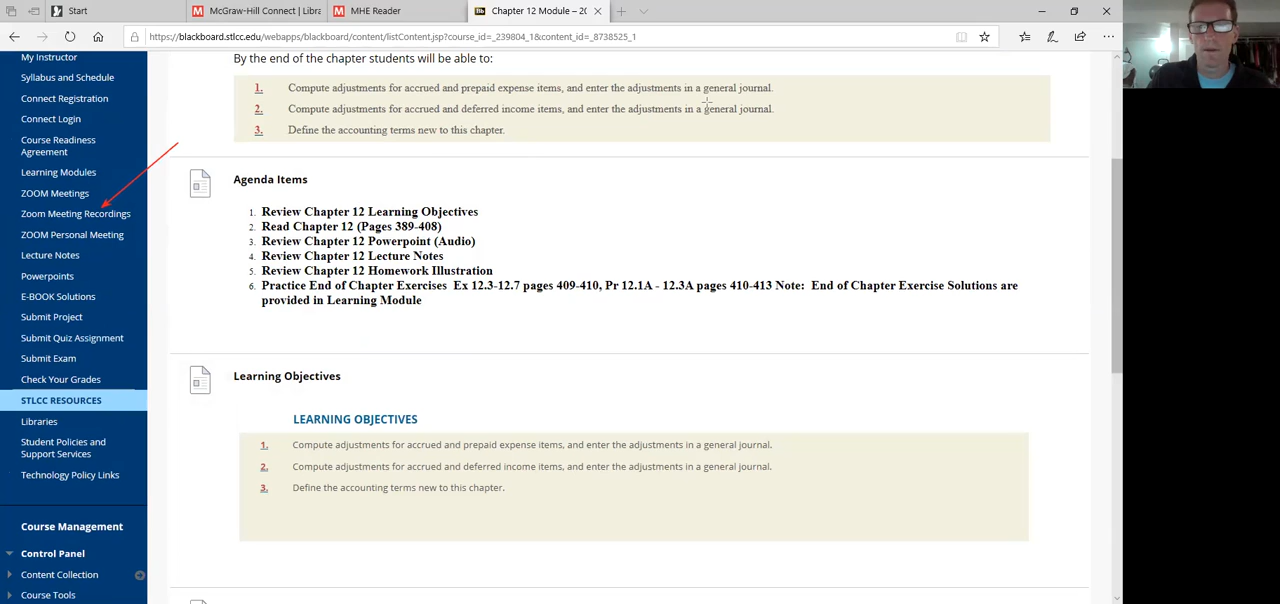 Start
McGraw-Hill Connect | Libra
MHE Reader
Chapter 12 Module – 20
https://blackboard.stlcc.edu/webapps/blackboard/content/listContent.jsp?course_id=_239804_1&content_id=_8738525_1
My Instructor
Syllabus and Schedule
Connect Registration
Connect Login
Course Readiness
Agreement
Learning Modules
ZOOM Meetings
Zoom Meeting Recordings
ZOOM Personal Meeting
Lecture Notes
Powerpoints
E-BOOK Solutions
Submit Project
Submit Quiz Assignment
Submit Exam
Check Your Grades
STLCC RESOURCES
Libraries
Student Policies and
Support Services
Technology Policy Links
Course Management
Control Panel
Content Collection
Course Tools
By the end of the chapter students will be able to:
1. Compute adjustments for accrued and prepaid expense items, and enter the adjustments in a general journal.
2. Compute adjustments for accrued and deferred income items, and enter the adjustments in a general journal.
3. Define the accounting terms new to this chapter.
Agenda Items
1. Review Chapter 12 Learning Objectives
2. Read Chapter 12 (Pages 389-408)
3. Review Chapter 12 Powerpoint (Audio)
4. Review Chapter 12 Lecture Notes
5. Review Chapter 12 Homework Illustration
6. Practice End of Chapter Exercises Ex 12.3-12.7 pages 409-410, Pr 12.1A - 12.3A pages 410-413 Note: End of Chapter Exercise Solutions are
provided in Learning Module
Learning Objectives
LEARNING OBJECTIVES
1. Compute adjustments for accrued and prepaid expense items, and enter the adjustments in a general journal.
2. Compute adjustments for accrued and deferred income items, and enter the adjustments in a general journal.
3. Define the accounting terms new to this chapter.